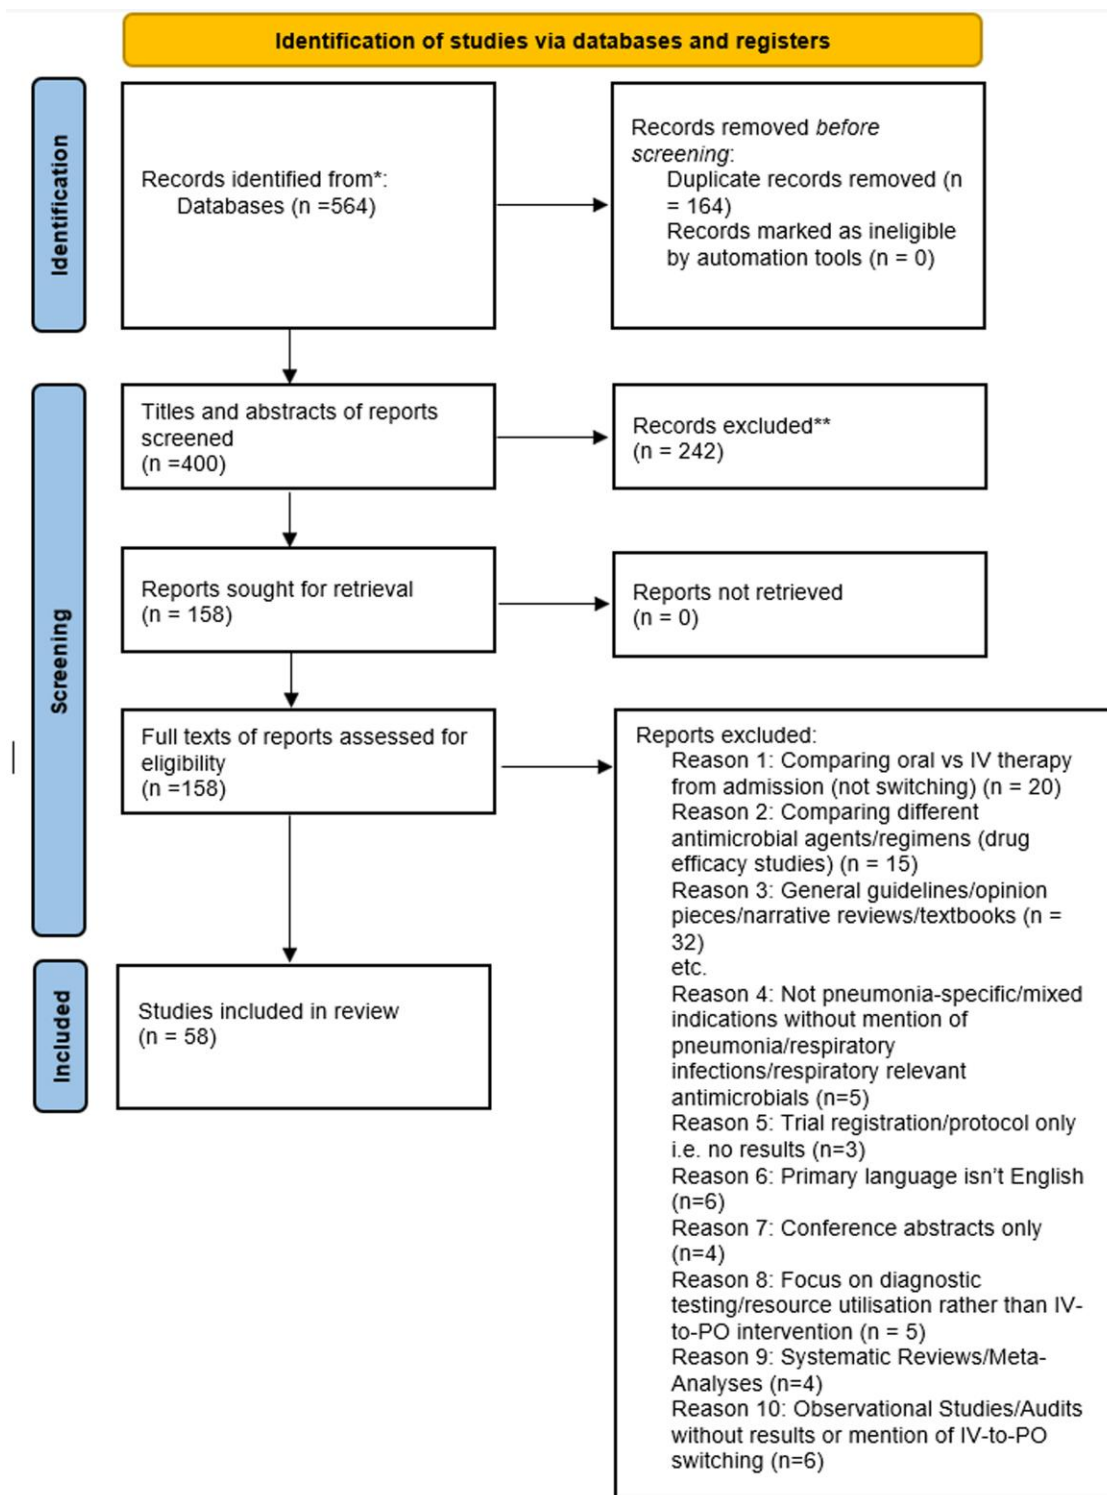 Identification of studies via databases and registers
Identification
Records identified from*:
Databases (n =564)
Records removed before
screening:
Duplicate records removed (n
= 164)
Records marked as ineligible
by automation tools (n = 0)
Screening
Titles and abstracts of reports
screened
(n =400)
Records excluded**
(n = 242)
Reports sought for retrieval
(n = 158)
Reports not retrieved
(n = 0)
Full texts of reports assessed for
eligibility
(n =158)
Reports excluded:
Reason 1: Comparing oral vs IV therapy
from admission (not switching) (n = 20)
Reason 2: Comparing different
antimicrobial agents/regimens (drug
efficacy studies) (n = 15)
Reason 3: General guidelines/opinion
pieces/narrative reviews/textbooks (n =
32)
etc.
Reason 4: Not pneumonia-specific/mixed
indications without mention of
pneumonia/respiratory
infections/respiratory relevant
antimicrobials (n=5)
Reason 5: Trial registration/protocol only
i.e. no results (n=3)
Reason 6: Primary language isn’t English
(n=6)
Reason 7: Conference abstracts only
(n=4)
Reason 8: Focus on diagnostic
testing/resource utilisation rather than IV-
to-PO intervention (n = 5)
Reason 9: Systematic Reviews/Meta-
Analyses (n=4)
Reason 10: Observational Studies/Audits
without results or mention of IV-to-PO
switching (n=6)
Included
Studies included in review
(n = 58)